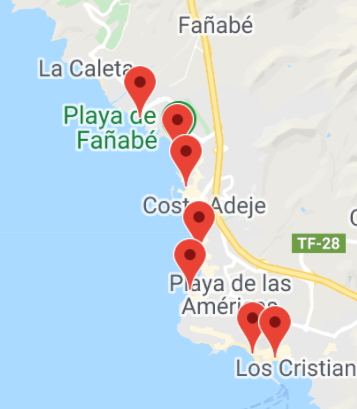 Fañabé
La Caleta
Playa de
Fañabé
Costa Adeje
TF-28
Playa de las
Américas
Los Cristian